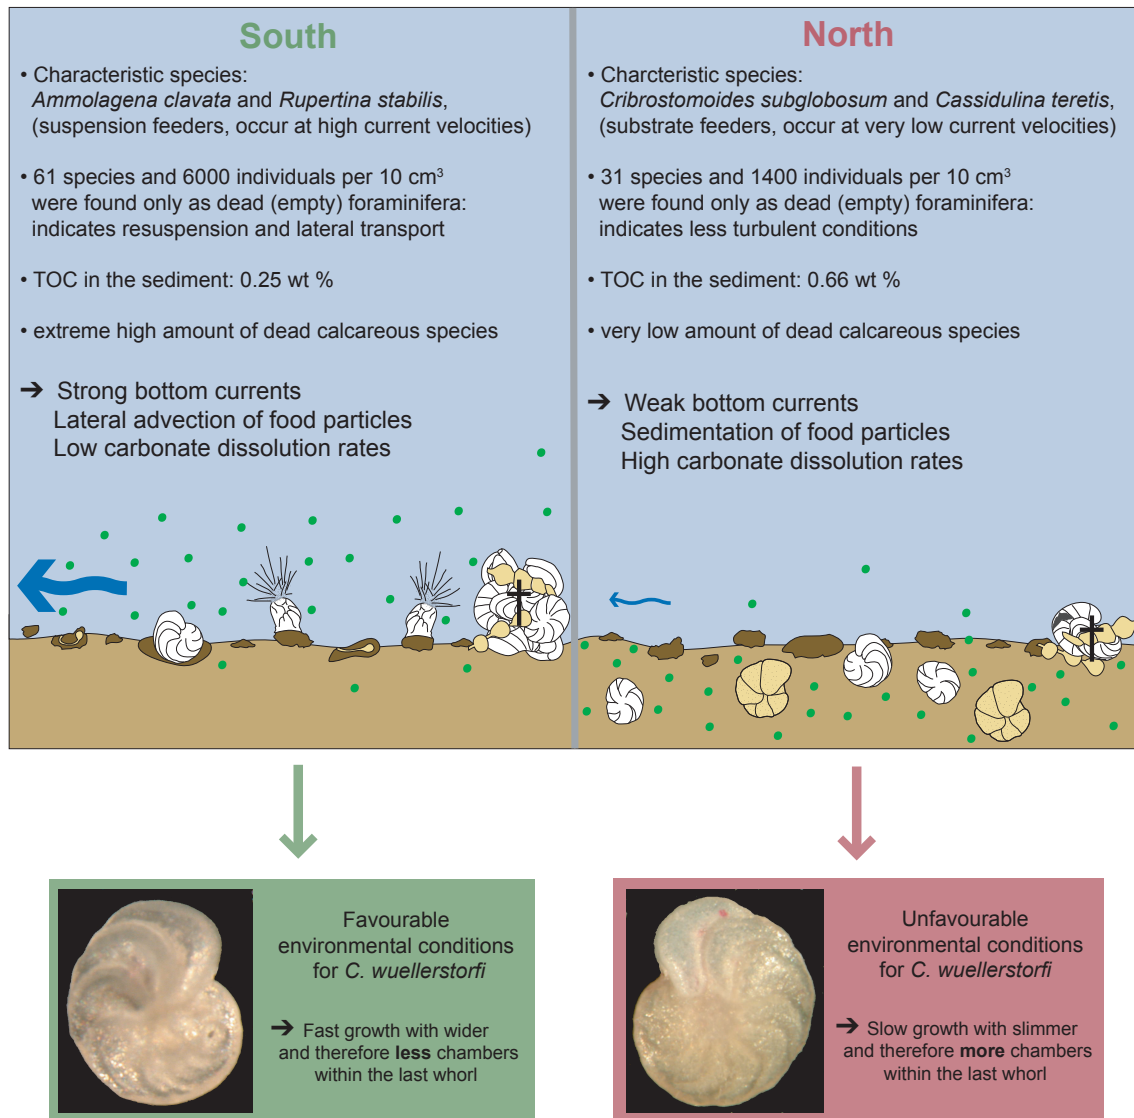 South
• Characteristic species:
Ammolagena clavata and Rupertina stabilis,
(suspension feeders, occur at high current velocities)
• 61 species and 6000 individuals per 10 cm³
were found only as dead (empty) foraminifera:
indicates resuspension and lateral transport
• TOC in the sediment: 0.25 wt %
• extreme high amount of dead calcareous species
➔ Strong bottom currents
Lateral advection of food particles
Low carbonate dissolution rates
North
• Charcteristic species:
Cribrostomoides subglobosum and Cassidulina teretis,
(substrate feeders, occur at very low current velocities)
• 31 species and 1400 individuals per 10 cm³
were found only as dead (empty) foraminifera:
indicates less turbulent conditions
• TOC in the sediment: 0.66 wt %
• very low amount of dead calcareous species
➔ Weak bottom currents
Sedimentation of food particles
High carbonate dissolution rates
Favourable
environmental conditions
for C. wuellerstorfi
➔ Fast growth with wider
and therefore less chambers
within the last whorl
Unfavourable
environmental conditions
for C. wuellerstorfi
➔ Slow growth with slimmer
and therefore more chambers
within the last whorl